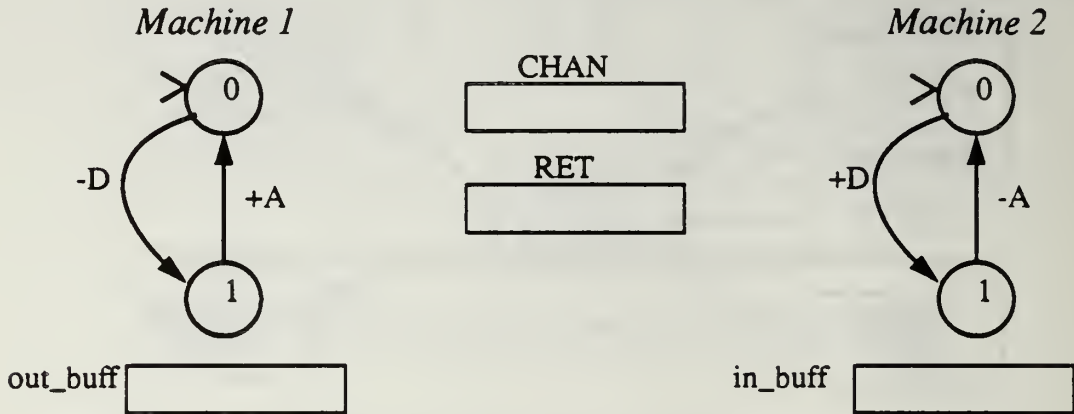 Machine 1
0
-D
+A
1
out_buff
CHAN
RET
Machine 2
0
+D
-A
1
in_buff